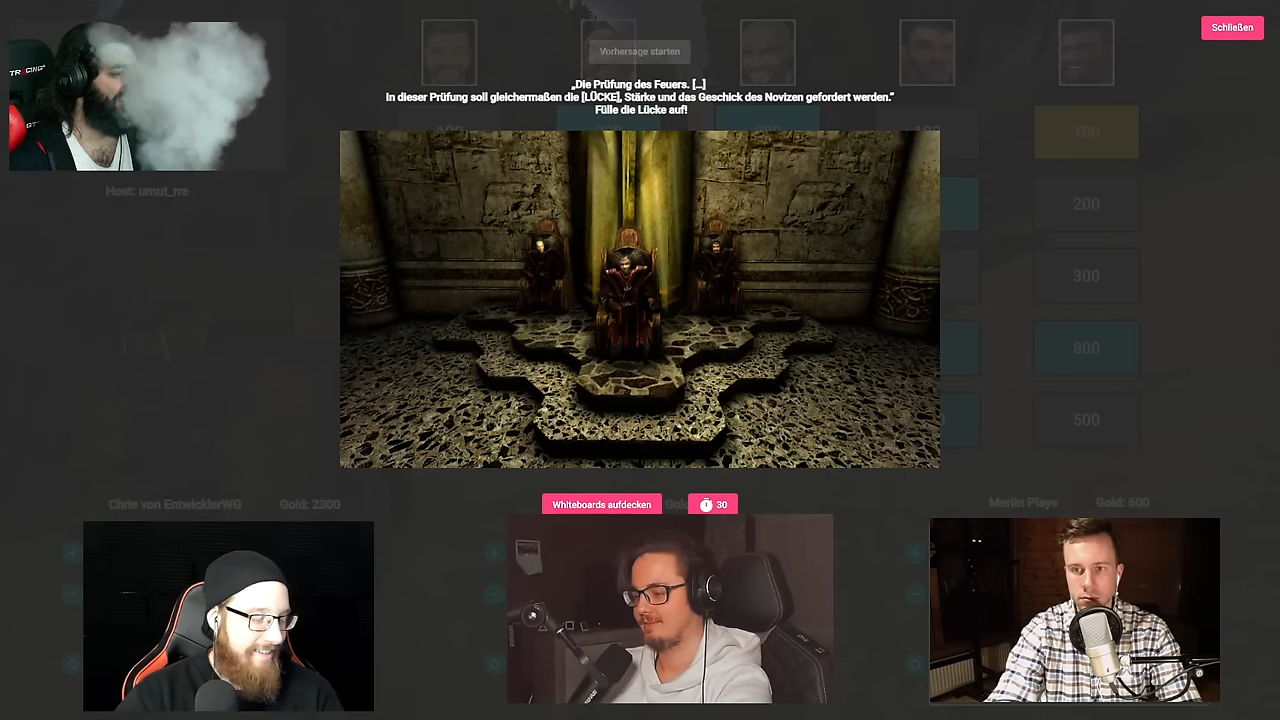 Schließen
Vorhersage starten
„Die Prüfung des Feuers. [...]
In dieser Prüfung soll gleichermaßen die [LÜCKE], Stärke und das Geschick des Novizen gefordert werden.“
Fülle die Lücke auf!
100
Host: umut_rre
200
300
800
500
Chris von EntwicklerWG Gold: 2300
Whiteboards aufdecken
30
Merlin Plays Gold: 600